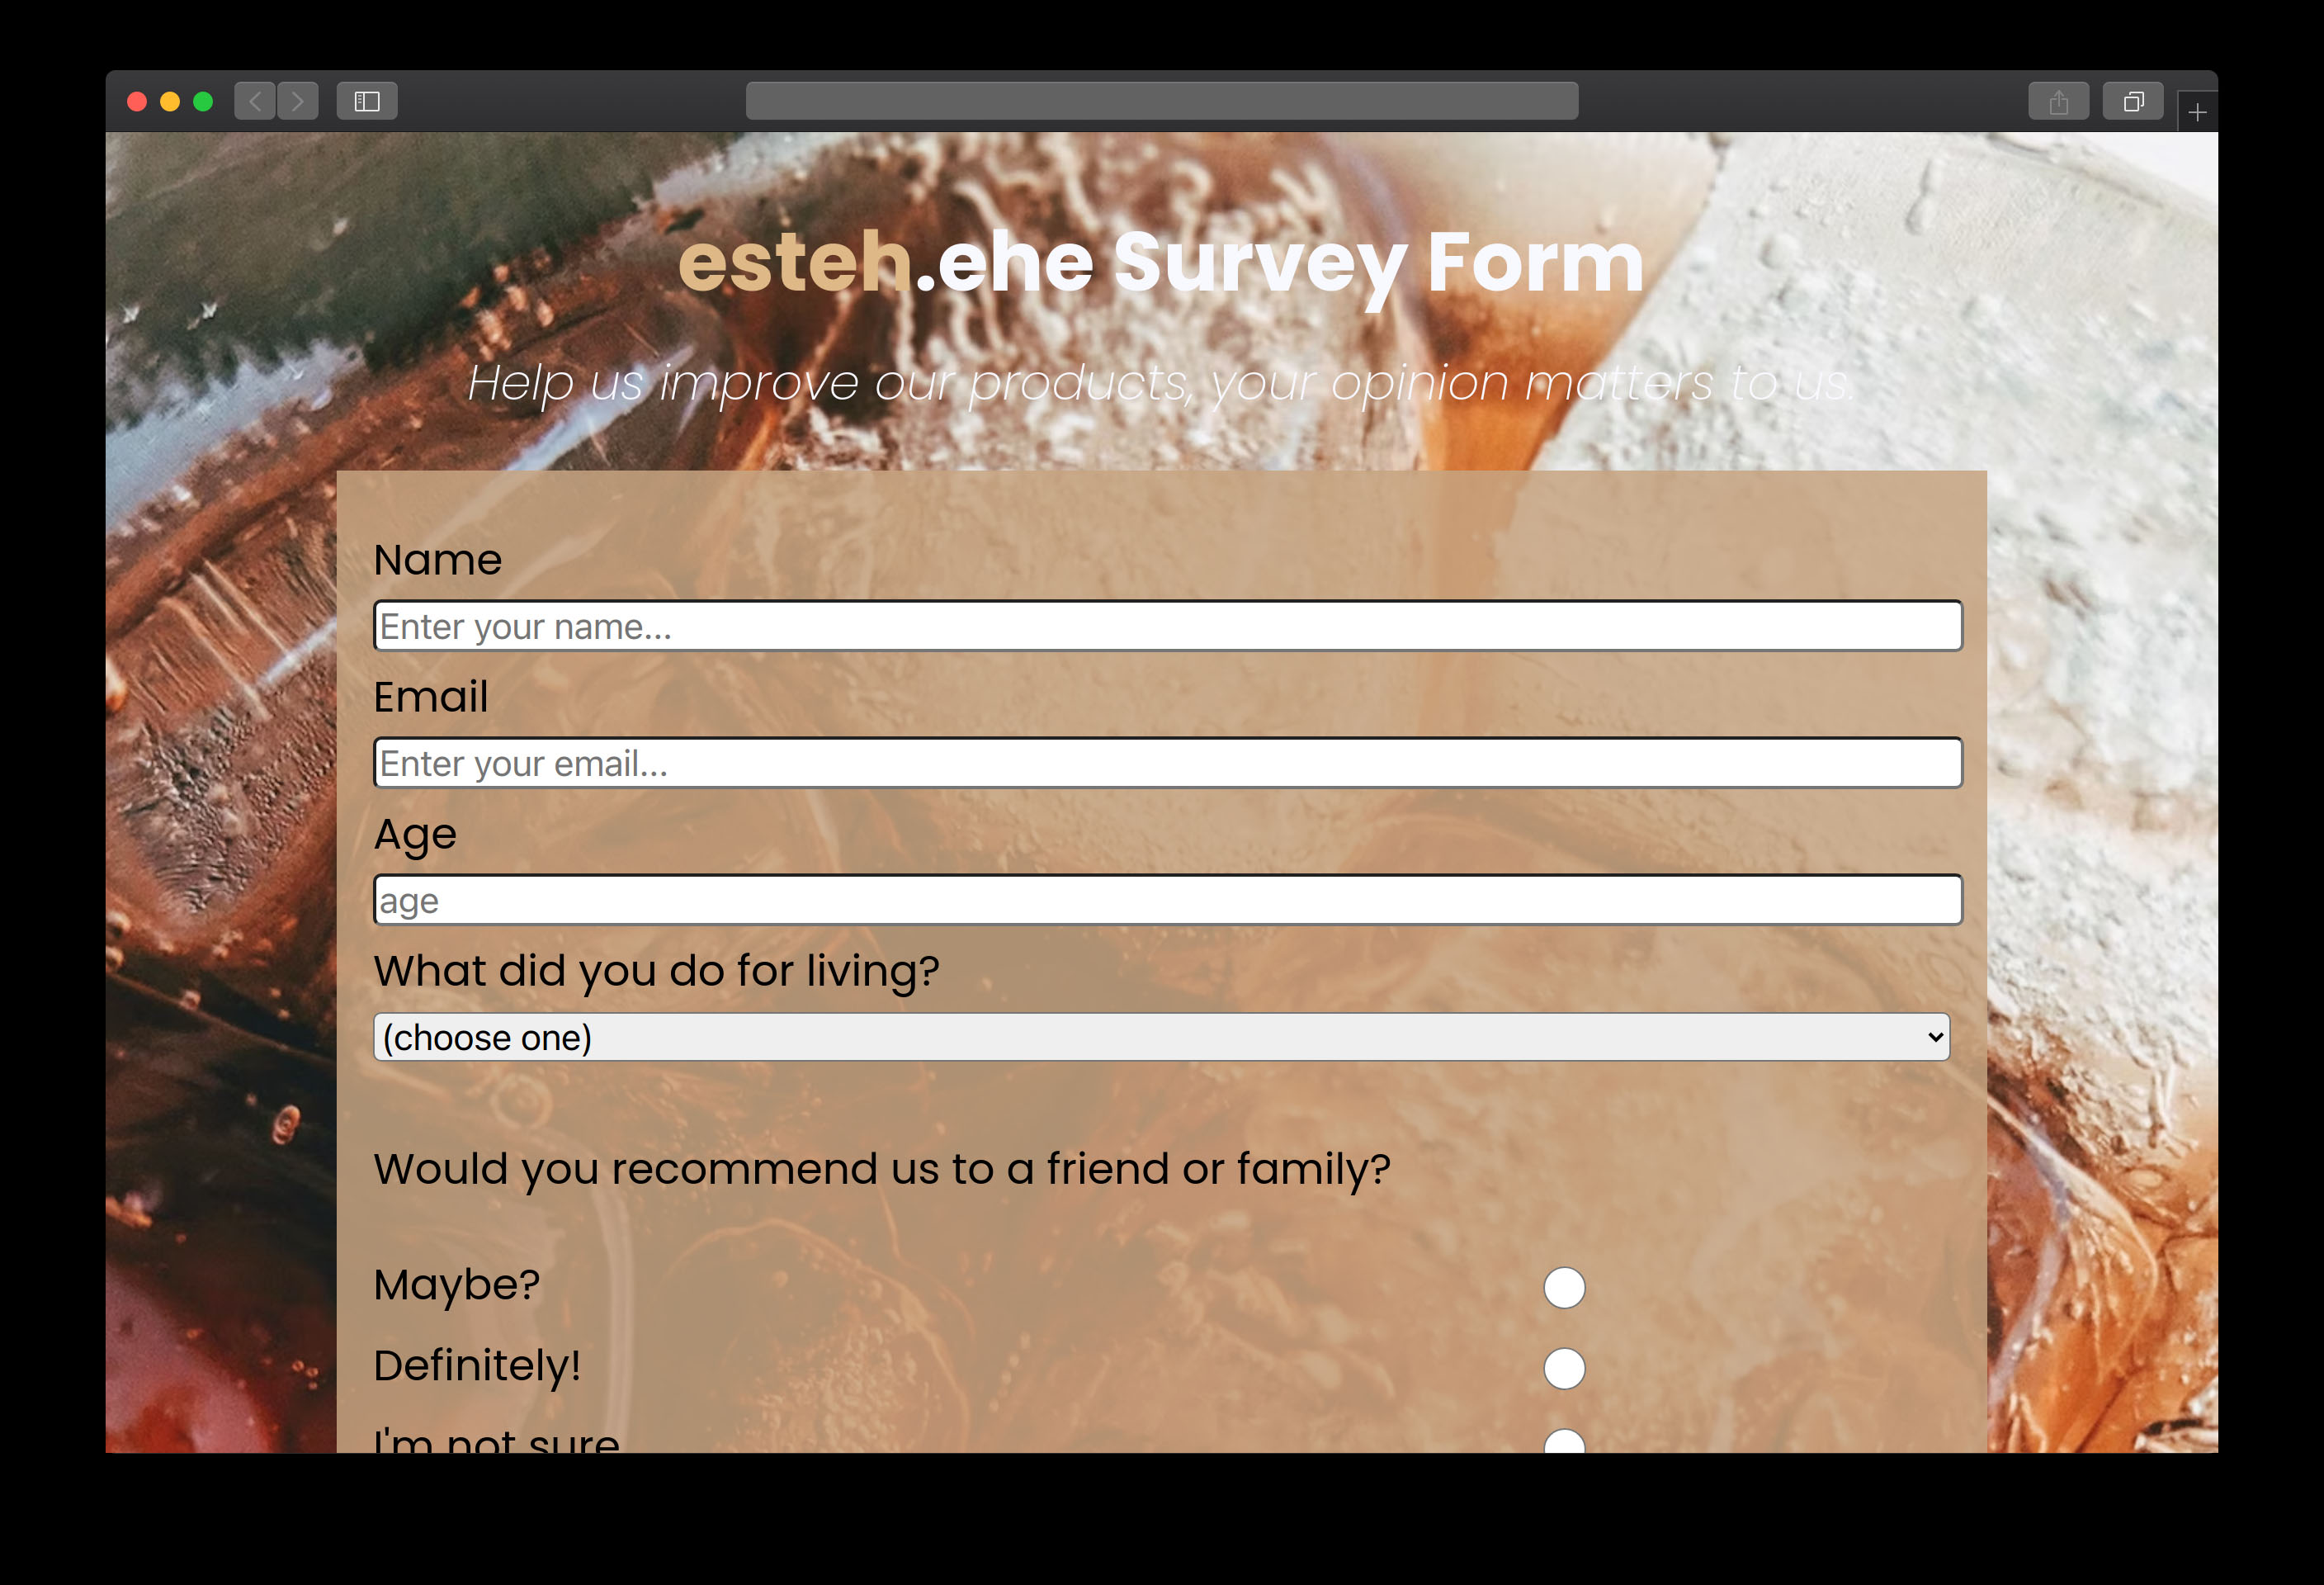 esteh.ehe Survey Form
Help us improve our products, your opinion matters to us.
Name
Enter your name...
Email
Enter your email...
Age
age
What did you do for living?
(choose one)
Would you recommend us to a friend or family?
Maybe?
Definitely!
I'm not sure